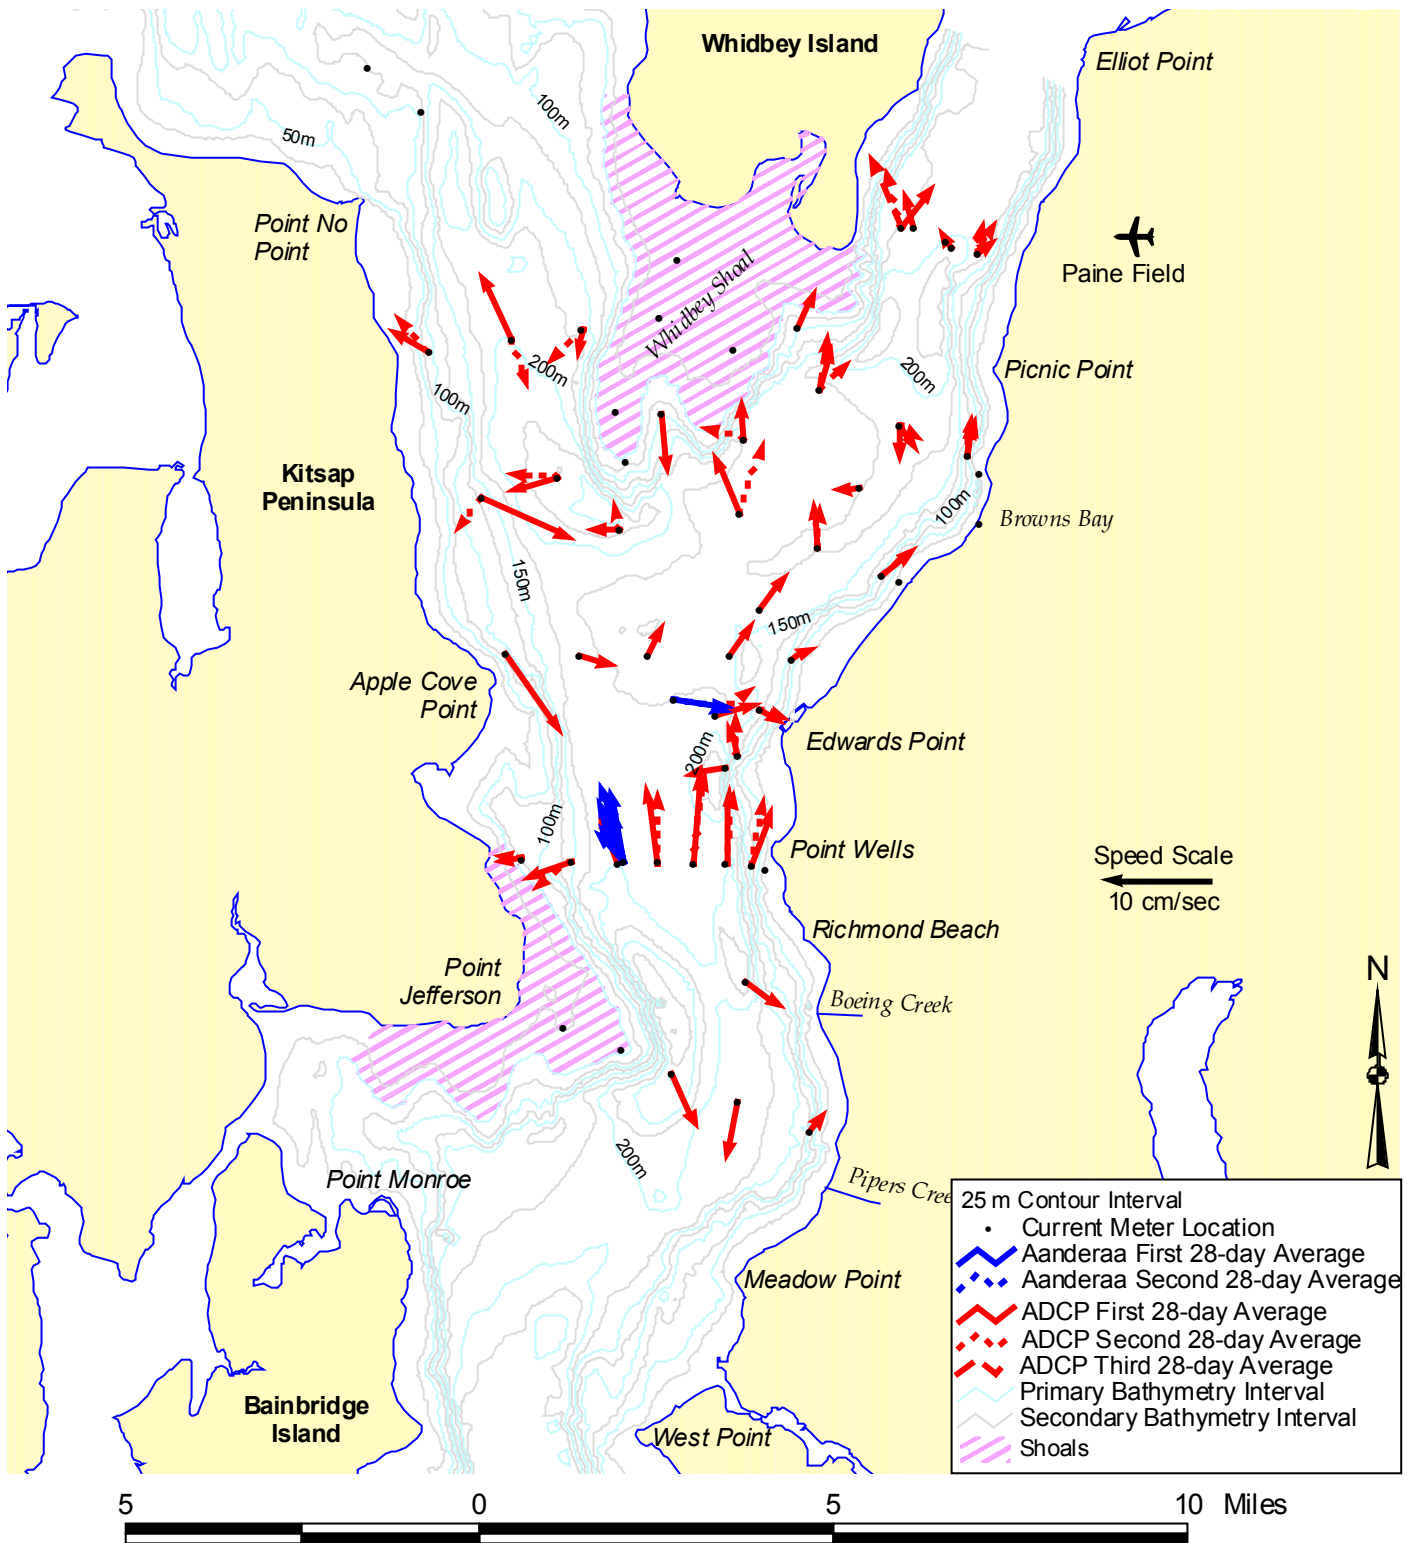 Whidbey Island
Elliot Point
100m
50m
Point No
Point
Paine Field
Whidbey Shoal
200m
200m
Picnic Point
100m
Kitsap
Peninsula
100m
Browns Bay
150m
150m
Apple Cove
Point
Edwards Point
200m
100m
Point Wells
Speed Scale
10 cm/sec
Richmond Beach
N
Point
Jefferson
Boeing Creek
200m
Point Monroe
Pipers Cree
25 m Contour Interval
Current Meter Location
Aanderaa First 28-day Average
Aanderaa Second 28-day Average
ADCP First 28-day Average
ADCP Second 28-day Average
ADCP Third 28-day Average
Primary Bathymetry Interval
Secondary Bathymetry Interval
Shoals
Meadow Point
Bainbridge
Island
West Point
5 0 5 10 Miles